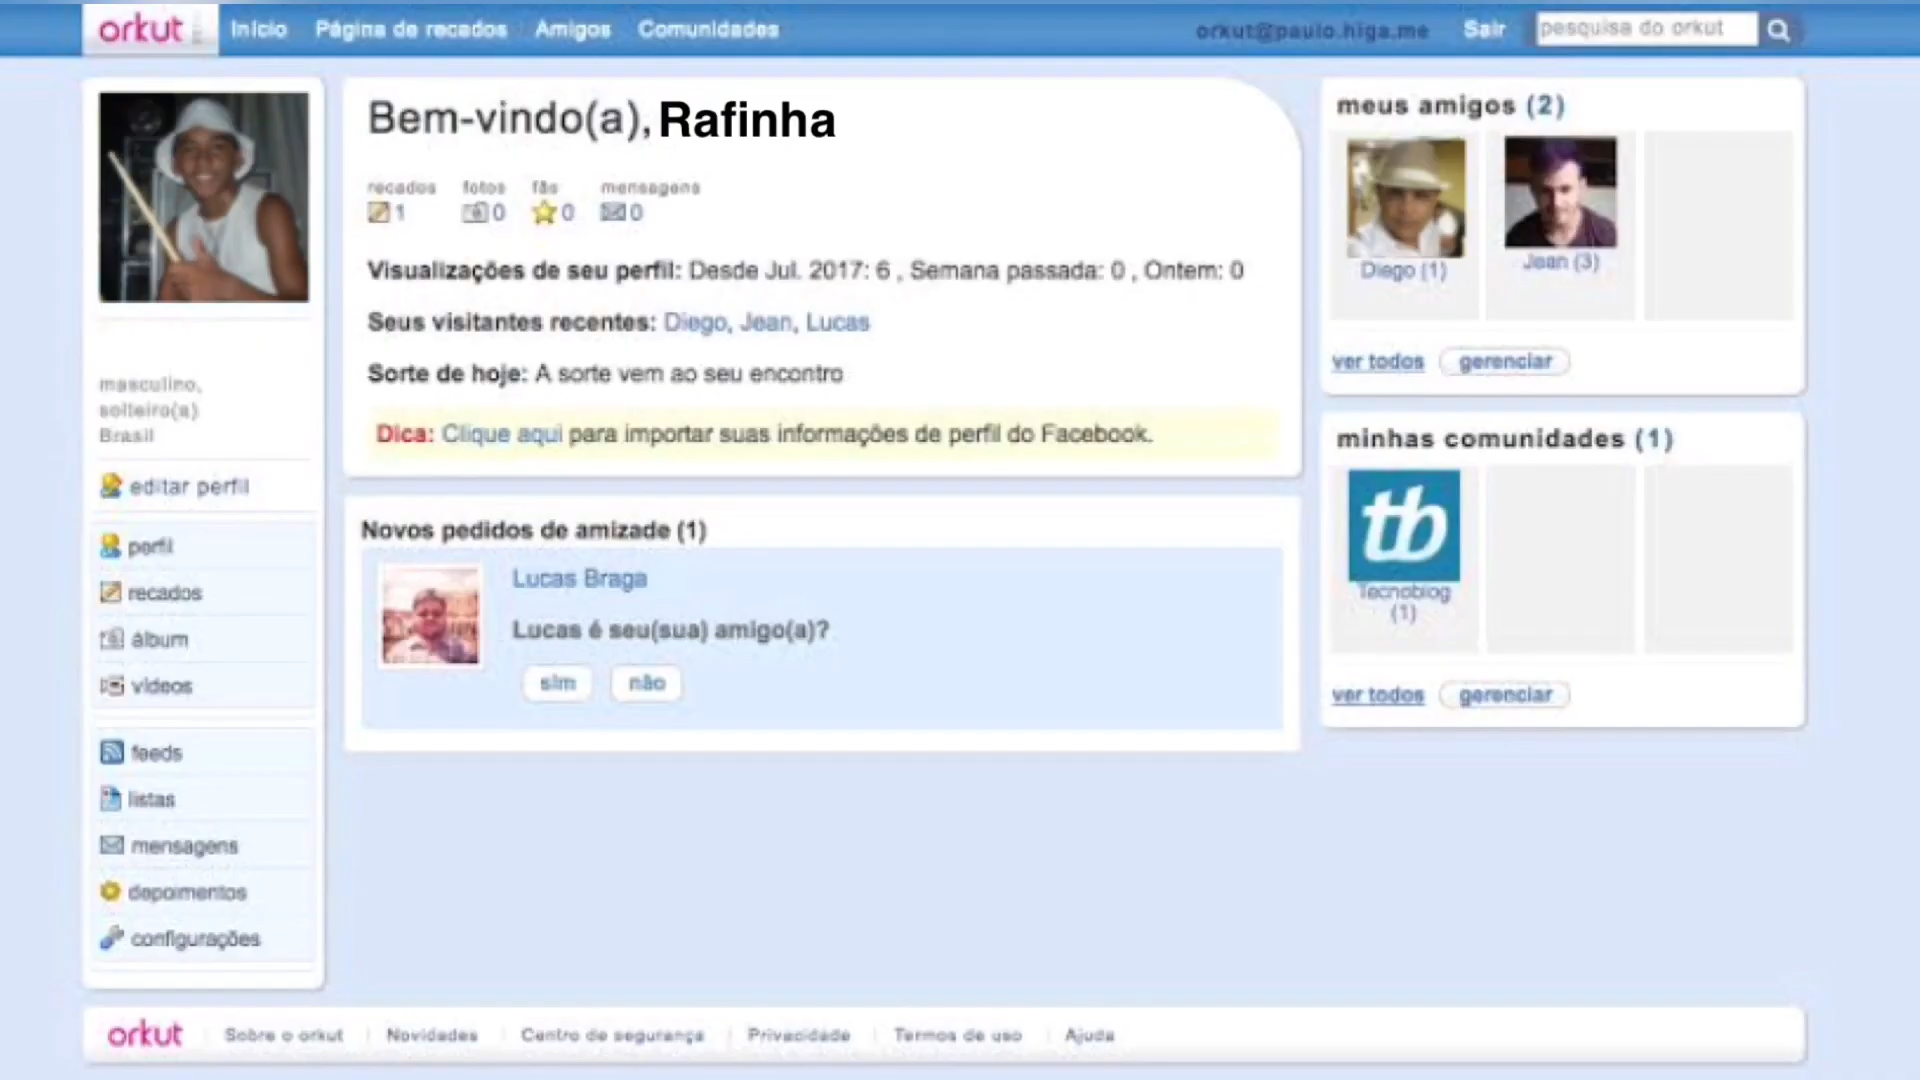 orkut Início Página de recados Amigos Comunidades orkut@paulo.higa.me Sair pesquisa do orkut
Bem-vindo(a), Rafinha
recados fotos fãs mensagens
1 0 0 0
Visualizações de seu perfil: Desde Jul. 2017: 6 , Semana passada: 0 , Ontem: 0
Seus visitantes recentes: Diego, Jean, Lucas
Sorte de hoje: A sorte vem ao seu encontro
Dica: Clique aqui para importar suas informações de perfil do Facebook.
masculino,
solteiro(a)
Brasil
editar perfil
perfil
recados
álbum
vídeos
feeds
listas
mensagens
depoimentos
configurações
Novos pedidos de amizade (1)
Lucas Braga
Lucas é seu(sua) amigo(a)?
sim não
meus amigos (2)
Diego (1) Jean (3)
ver todos gerenciar
minhas comunidades (1)
tb
Tecnoblog
(1)
ver todos gerenciar
orkut Sobre o orkut Novidades Centro de segurança Privacidade Termos de uso Ajuda